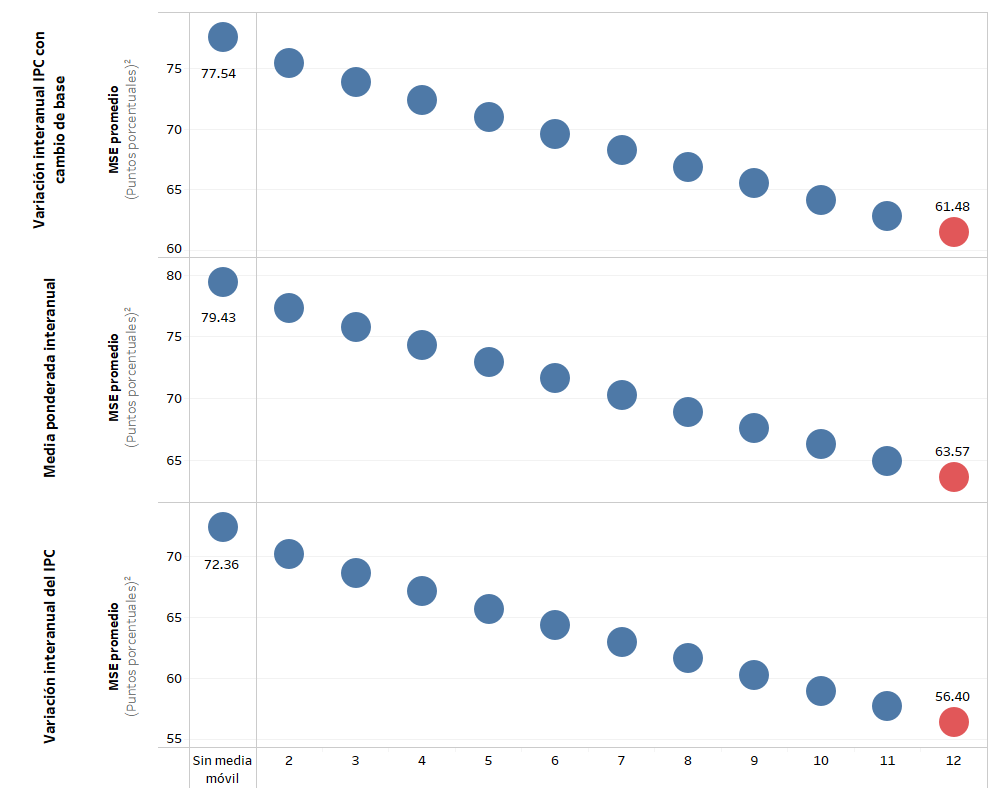 Variación interanual IPC con
cambio de base
MSE promedio
(Puntos porcentuales)²
75
70
65
60
77.54
61.48
Media ponderada interanual
MSE promedio
(Puntos porcentuales)²
80
75
70
65
79.43
63.57
Variación interanual del IPC
MSE promedio
(Puntos porcentuales)²
70
65
60
55
72.36
56.40
Sin media
móvil
2
3
4
5
6
7
8
9
10
11
12